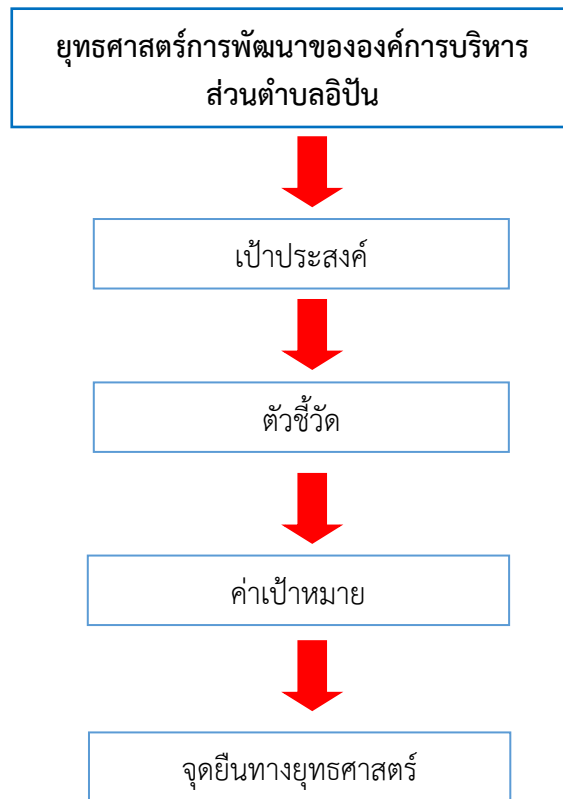 ยุทธศาสตร์การพัฒนาขององค์การบริหาร
ส่วนตำบลอิปัน
เป้าประสงค์
ตัวชี้วัด
ค่าเป้าหมาย
จุดยืนทางยุทธศาสตร์